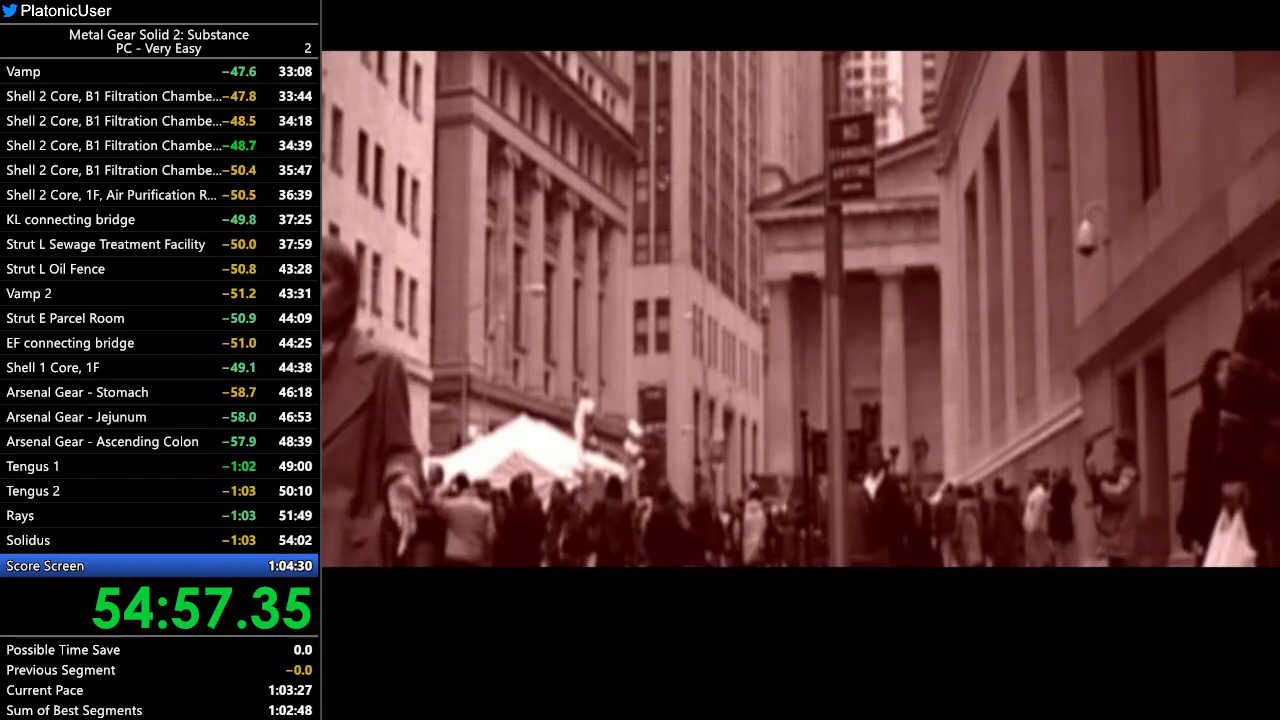 PlatonicUser
Metal Gear Solid 2: Substance
PC - Very Easy 2
Vamp -47.6 33:08
Shell 2 Core, B1 Filtration Chambe... -47.8 33:44
Shell 2 Core, B1 Filtration Chambe... -48.5 34:18
Shell 2 Core, B1 Filtration Chambe... -48.7 34:39
Shell 2 Core, B1 Filtration Chambe... -50.4 35:47
Shell 2 Core, 1F, Air Purification R... -50.5 36:39
KL connecting bridge -49.8 37:25
Strut L Sewage Treatment Facility -50.0 37:59
Strut L Oil Fence -50.8 43:28
Vamp 2 -51.2 43:31
Strut E Parcel Room -50.9 44:09
EF connecting bridge -51.0 44:25
Shell 1 Core, 1F -49.1 44:38
Arsenal Gear - Stomach -58.7 46:18
Arsenal Gear - Jejunum -58.0 46:53
Arsenal Gear - Ascending Colon -57.9 48:39
Tengus 1 -1:02 49:00
Tengus 2 -1:03 50:10
Rays -1:03 51:49
Solidus -1:03 54:02
Score Screen 1:04:30
54:57.35
Possible Time Save 0.0
Previous Segment -0.0
Current Pace 1:03:27
Sum of Best Segments 1:02:48
NO
STANDING
ANYTIME